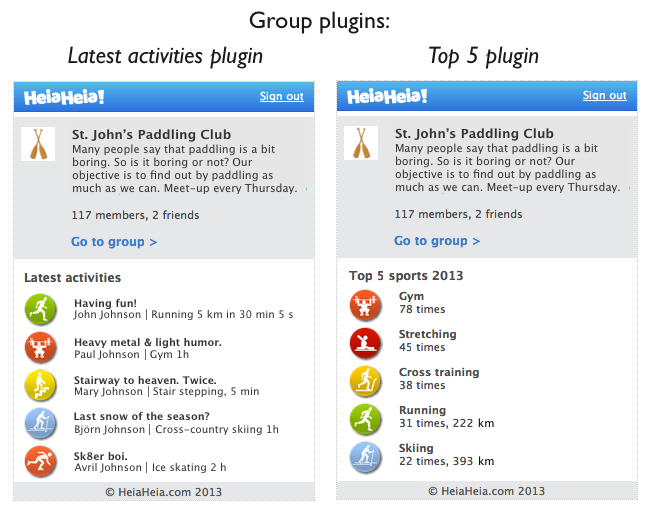 Group plugins:
Latest activities plugin
HeiaHeia!
Sign out
St. John's Paddling Club
Many people say that paddling is a bit
boring. So is it boring or not? Our
objective is to find out by paddling as
much as we can. Meet-up every Thursday.
117 members, 2 friends
Go to group >
Latest activities
Having fun!
John Johnson | Running 5 km in 30 min 5 s
Heavy metal & light humor.
Paul Johnson | Gym 1h
Stairway to heaven. Twice.
Mary Johnson | Stair stepping, 5 min
Last snow of the season?
Björn Johnson | Cross-country skiing 1h
Sk8er boi.
Avril Johnson | Ice skating 2 h
© HeiaHeia.com 2013
Top 5 plugin
HeiaHeia!
Sign out
St. John's Paddling Club
Many people say that paddling is a bit
boring. So is it boring or not? Our
objective is to find out by paddling as
much as we can. Meet-up every Thursday.
117 members, 2 friends
Go to group >
Top 5 sports 2013
Gym
78 times
Stretching
45 times
Cross training
38 times
Running
31 times, 222 km
Skiing
22 times, 393 km
© HeiaHeia.com 2013